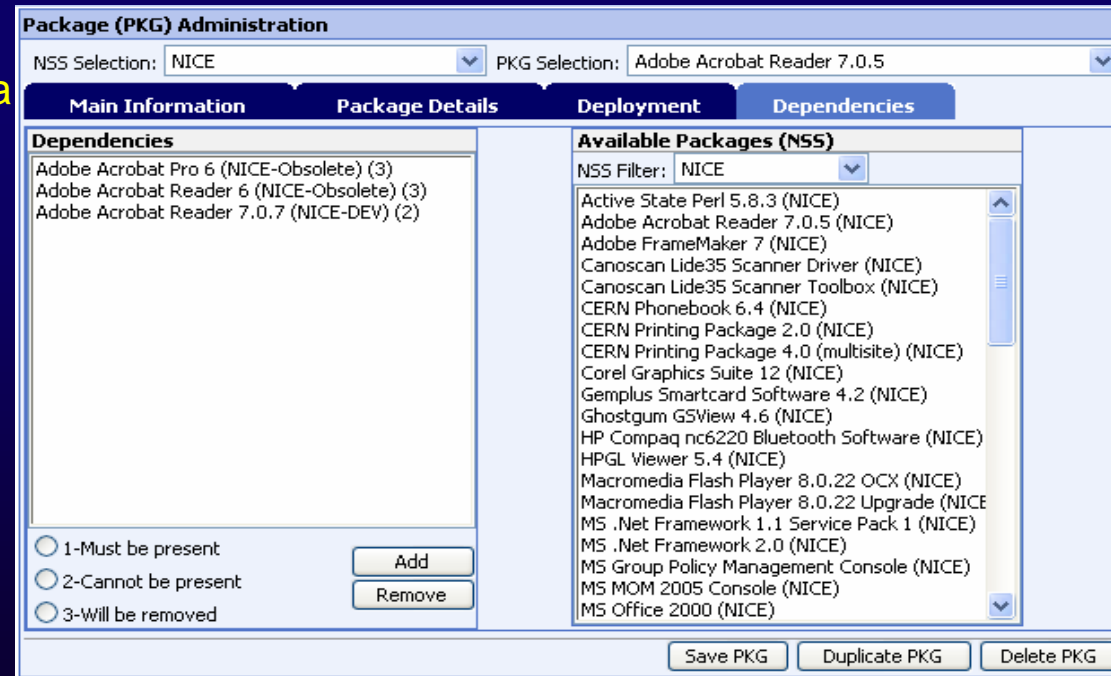 Package (PKG) Administration
NSS Selection: NICE PKG Selection: Adobe Acrobat Reader 7.0.5
a
Main Information Package Details Deployment Dependencies
Dependencies
Adobe Acrobat Pro 6 (NICE-Obsolete) (3)
Adobe Acrobat Reader 6 (NICE-Obsolete) (3)
Adobe Acrobat Reader 7.0.7 (NICE-DEV) (2)
1-Must be present
2-Cannot be present
3-Will be removed
Add
Remove
Available Packages (NSS)
NSS Filter: NICE
Active State Perl 5.8.3 (NICE)
Adobe Acrobat Reader 7.0.5 (NICE)
Adobe FrameMaker 7 (NICE)
Canoscan Lide35 Scanner Driver (NICE)
Canoscan Lide35 Scanner Toolbox (NICE)
CERN Phonebook 6.4 (NICE)
CERN Printing Package 2.0 (NICE)
CERN Printing Package 4.0 (multisite) (NICE)
Corel Graphics Suite 12 (NICE)
Gemplus Smartcard Software 4.2 (NICE)
Ghostgum GSView 4.6 (NICE)
HP Compaq nc6220 Bluetooth Software (NICE)
HPGL Viewer 5.4 (NICE)
Macromedia Flash Player 8.0.22 OCX (NICE)
Macromedia Flash Player 8.0.22 Upgrade (NICE
MS .Net Framework 1.1 Service Pack 1 (NICE)
MS .Net Framework 2.0 (NICE)
MS Group Policy Management Console (NICE)
MS MOM 2005 Console (NICE)
MS Office 2000 (NICE)
Save PKG Duplicate PKG Delete PKG